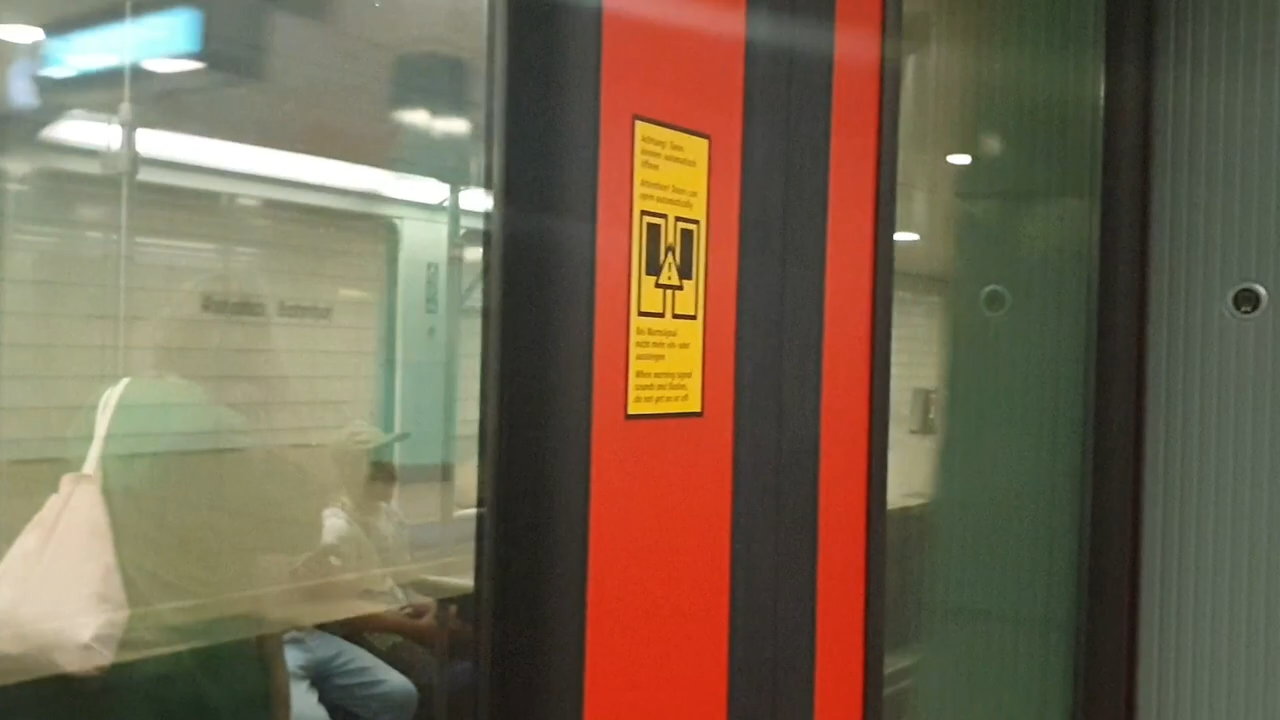 Achtung! Türen
können automatisch
öffnen
Attention! Doors can
open automatically
Bei Warnsignal
nicht mehr ein- oder
aussteigen
When warning signal
sounds and flashes,
do not get on or off